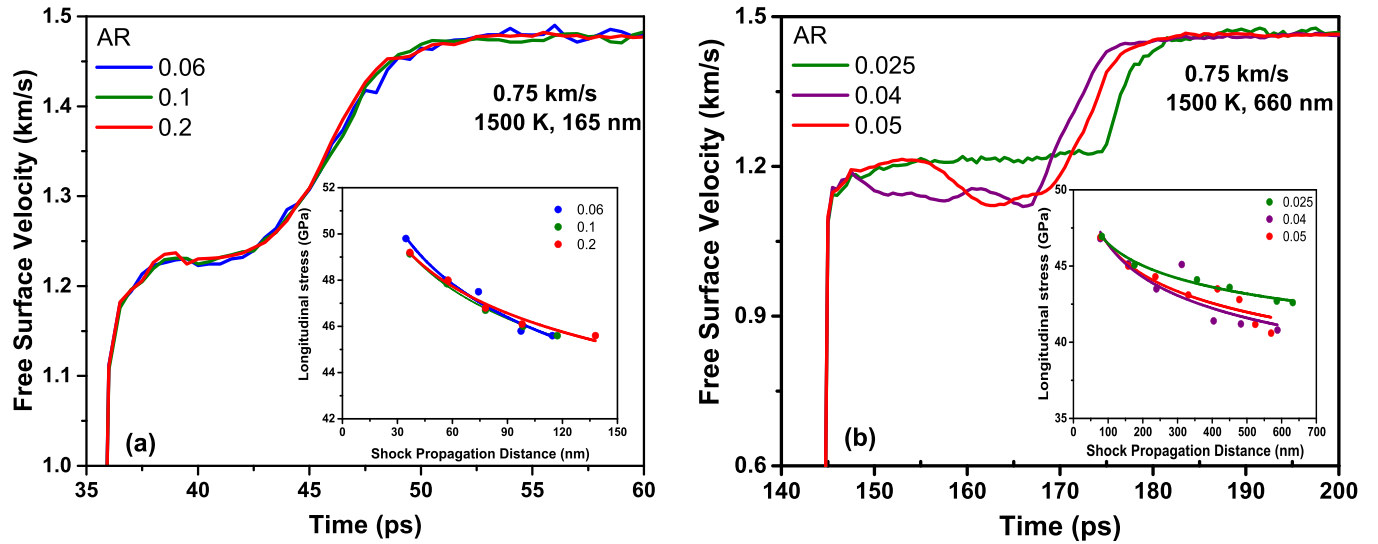 1.5
1.4
1.3
1.2
1.1
1.0
Free Surface Velocity (km/s)
AR
0.06
0.1
0.2
0.75 km/s
1500 K, 165 nm
52
50
48
46
44
42
Longitudinal stress (GPa)
0.06
0.1
0.2
0 30 60 90 120 150
Shock Propagation Distance (nm)
(a)
35 40 45 50 55 60
Time (ps)
1.5
1.2
0.9
0.6
Free Surface Velocity (km/s)
AR
0.025
0.04
0.05
0.75 km/s
1500 K, 660 nm
50
45
40
35
Longitudinal stress (GPa)
0.025
0.04
0.05
0 100 200 300 400 500 600 700
Shock Propagation Distance (nm)
(b)
140 150 160 170 180 190 200
Time (ps)